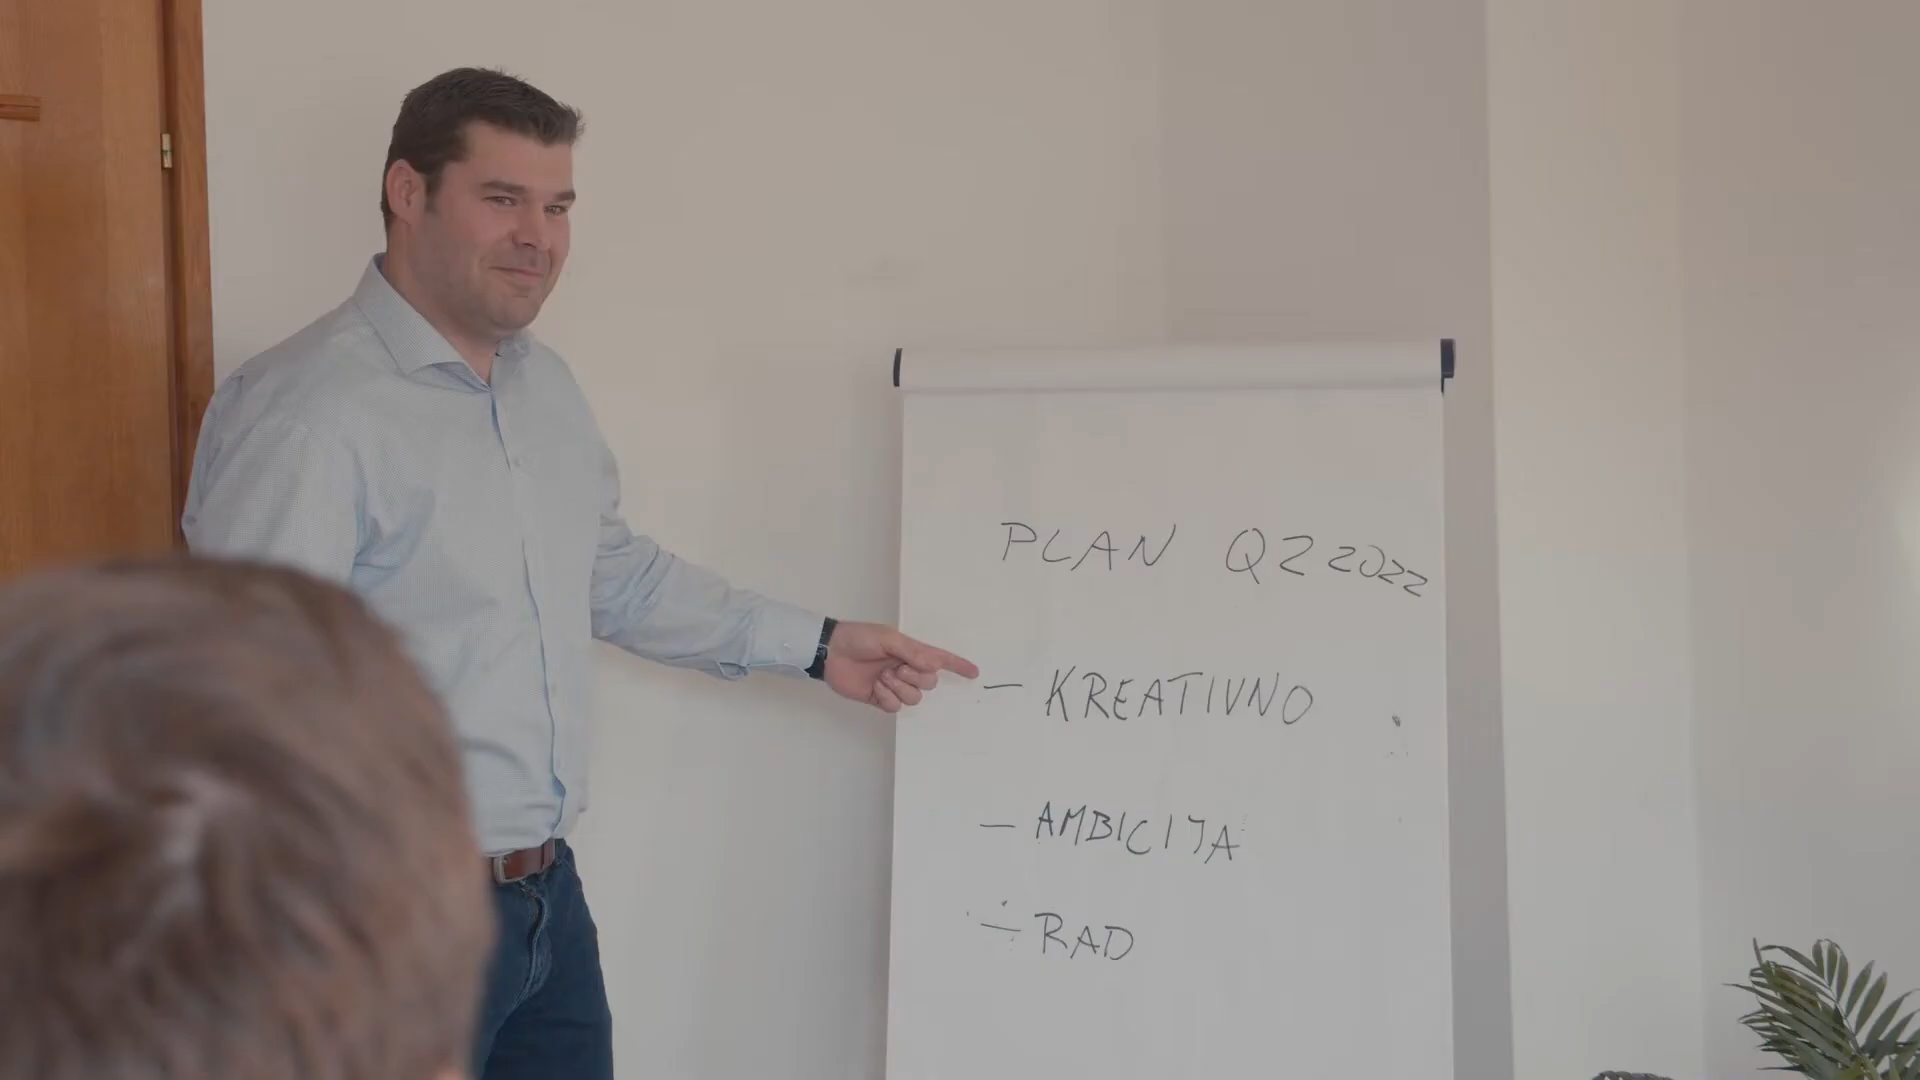 PLAN Q2 2022
- KREATIVNO
- AMBICIJA
- RAD